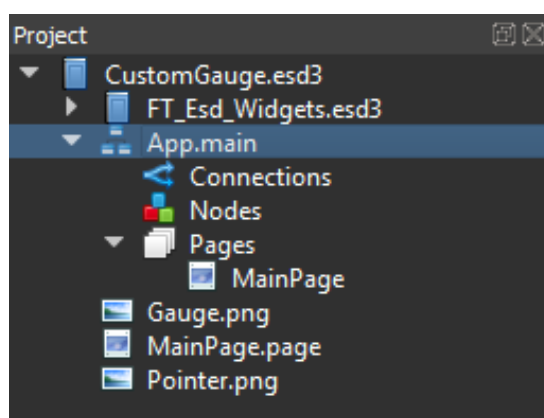 Project
CustomGauge.esd3
FT_Esd_Widgets.esd3
App.main
Connections
Nodes
Pages
MainPage
Gauge.png
MainPage.page
Pointer.png